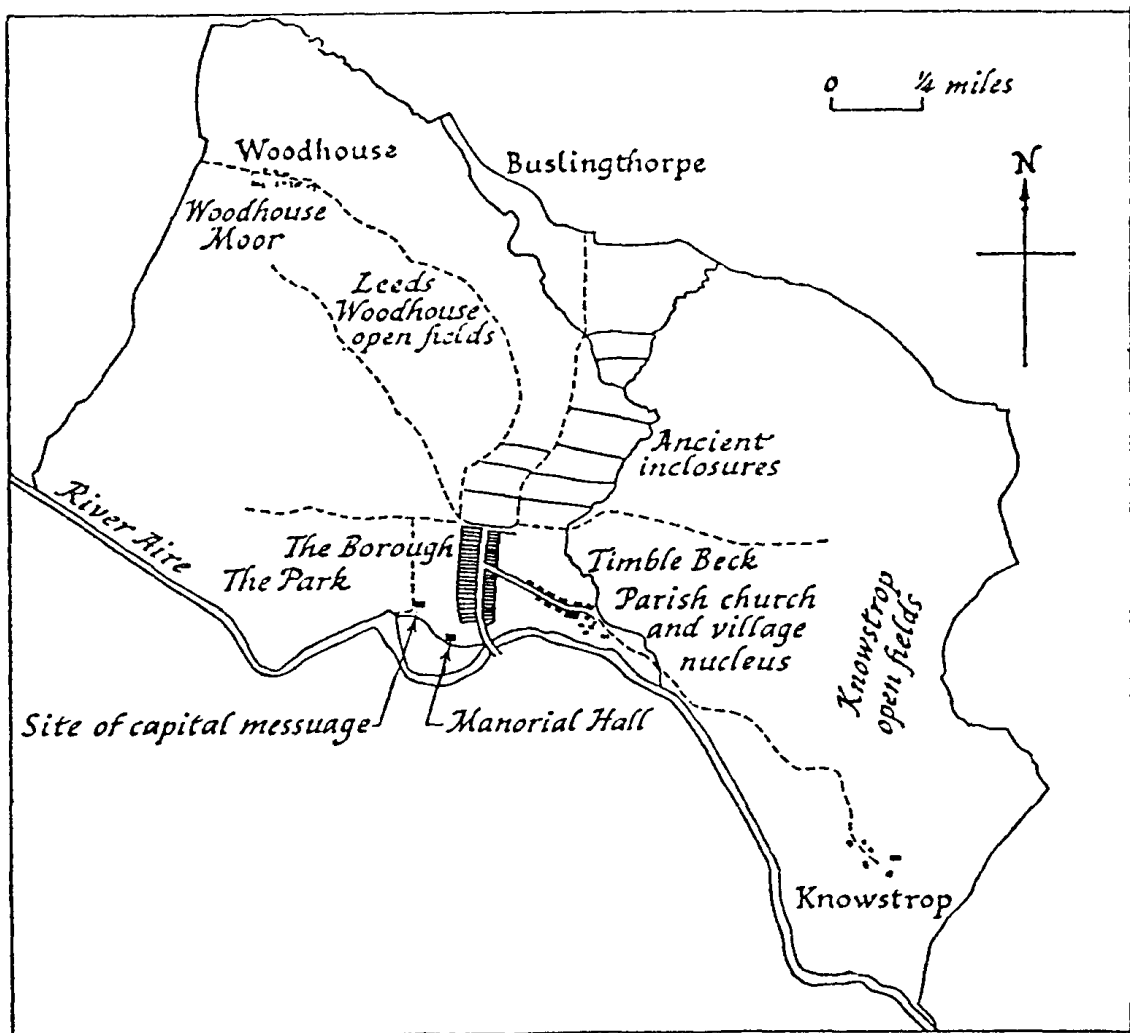 0 ¼ miles
N
Woodhouse
Buslingthorpe
Woodhouse
Moor
Leeds
Woodhouse
open fields
Ancient
inclosures
River Aire
The Borough
The Park
Timble Beck
Parish church
and village
nucleus
Knowstrop
open fields
Site of capital messuage
Manorial Hall
Knowstrop